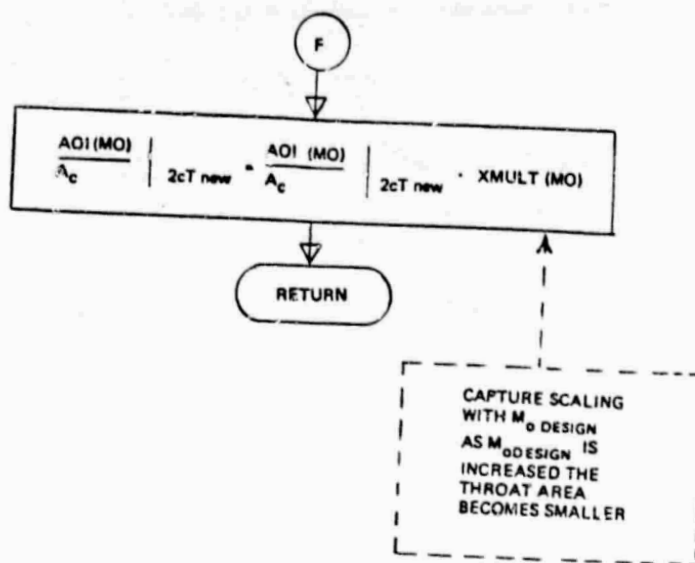 F
AOI (MO) / A_c | 2cT new = AOI (MO) / A_c | 2cT new · XMULT (MO)
RETURN
CAPTURE SCALING
WITH M_o DESIGN
AS M_oDESIGN IS
INCREASED THE
THROAT AREA
BECOMES SMALLER